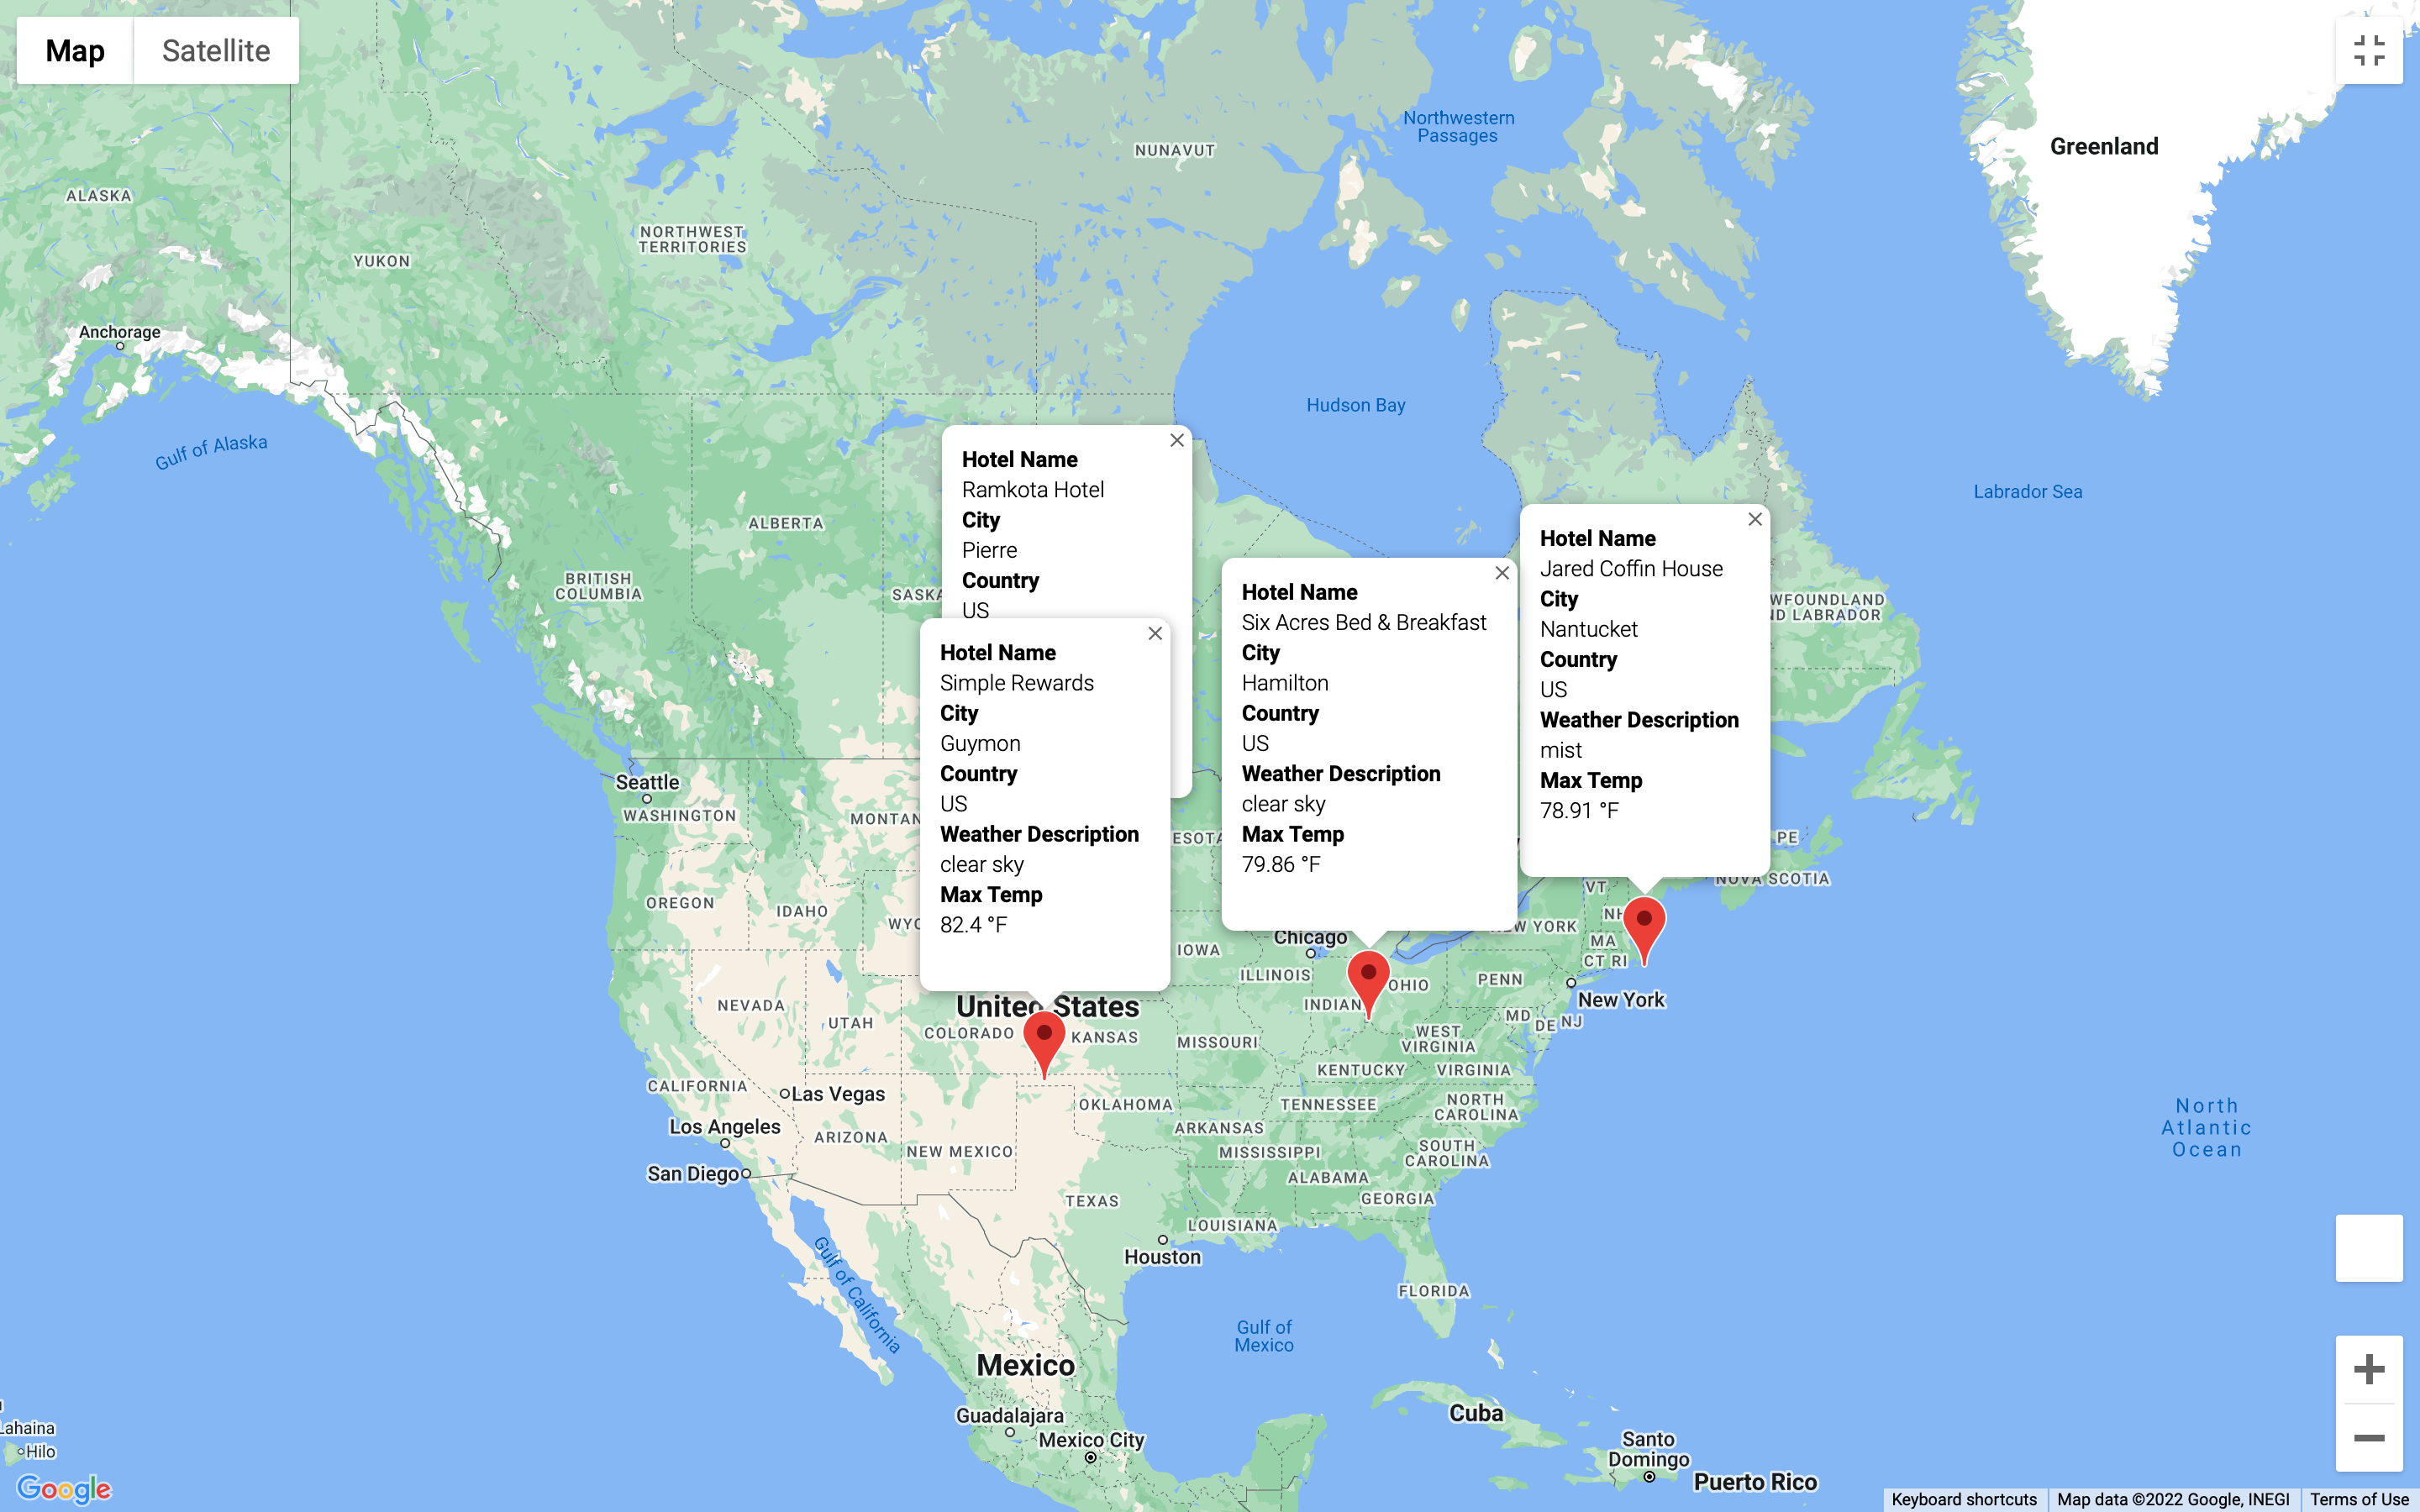 Map
Satellite
Northwestern
Passages
NUNAVUT
Greenland
ALASKA
NORTHWEST
TERRITORIES
YUKON
Anchorage
Hudson Bay
Gulf of Alaska
Labrador Sea
ALBERTA
BRITISH
COLUMBIA
SASKA
WFOUNDLAND
ND LABRADOR
Hotel Name
Ramkota Hotel
City
Pierre
Country
US
Hotel Name
Simple Rewards
City
Guymon
Country
US
Weather Description
clear sky
Max Temp
82.4 °F
Hotel Name
Six Acres Bed & Breakfast
City
Hamilton
Country
US
Weather Description
clear sky
Max Temp
79.86 °F
Hotel Name
Jared Coffin House
City
Nantucket
Country
US
Weather Description
mist
Max Temp
78.91 °F
Seattle
WASHINGTON
MONTAN
ESOTA
PE
NOVA SCOTIA
VT
OREGON
IDAHO
WYO
NH
EW YORK
MA
CT RI
Chicago
IOWA
ILLINOIS
INDIAN
OHIO
PENN
New York
United States
NEVADA
UTAH
COLORADO
KANSAS
MISSOURI
WEST
VIRGINIA
MD
DE
NJ
KENTUCKY
VIRGINIA
CALIFORNIA
Las Vegas
OKLAHOMA
TENNESSEE
NORTH
CAROLINA
Los Angeles
ARIZONA
NEW MEXICO
ARKANSAS
MISSISSIPPI
SOUTH
CAROLINA
San Diego
ALABAMA
GEORGIA
TEXAS
LOUISIANA
Houston
FLORIDA
North
Atlantic
Ocean
Gulf of California
Gulf of
Mexico
Mexico
Guadalajara
Mexico City
Cuba
Santo
Domingo
Puerto Rico
Lahaina
Hilo
Google
Keyboard shortcuts
Map data ©2022 Google, INEGI
Terms of Use